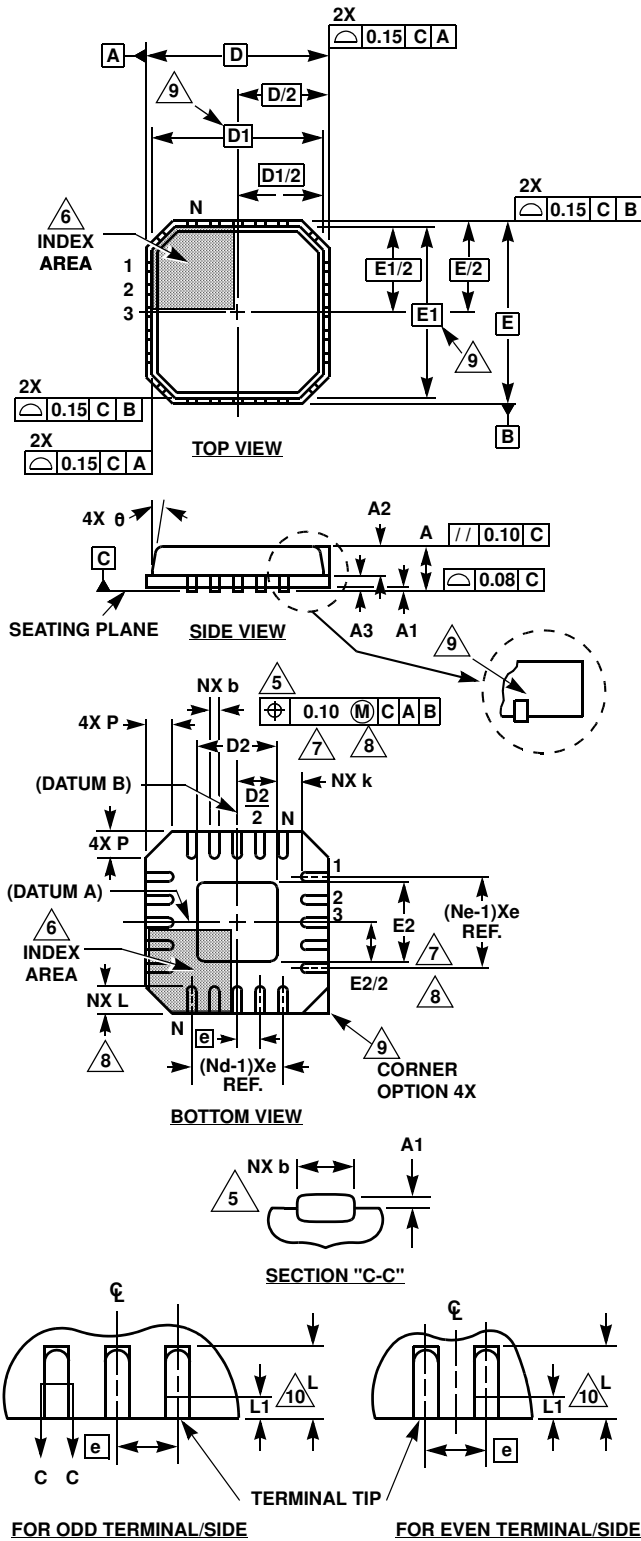 2X
0.15 C A
A
D
D/2
9
D1
D1/2
2X
0.15 C B
6
INDEX
AREA
N
1
2
3
E1/2
E/2
E1
E
9
2X
0.15 C B
2X
0.15 C A
B
TOP VIEW
4X θ
A2
A
// 0.10 C
C
0.08 C
SEATING PLANE
SIDE VIEW
A3
A1
9
NX b
5
0.10 M C A B
4X P
D2
7
8
(DATUM B)
D2
2
N
NX k
4X P
1
(DATUM A)
2
3
(Ne-1)Xe
REF.
E2
6
INDEX
AREA
7
E2/2
NX L
8
N
e
8
(Nd-1)Xe
REF.
9
CORNER
OPTION 4X
BOTTOM VIEW
A1
NX b
5
SECTION "C-C"
C
L
C
L
10
L
L1
10
L
L1
e
e
C
C
TERMINAL TIP
FOR ODD TERMINAL/SIDE
FOR EVEN TERMINAL/SIDE